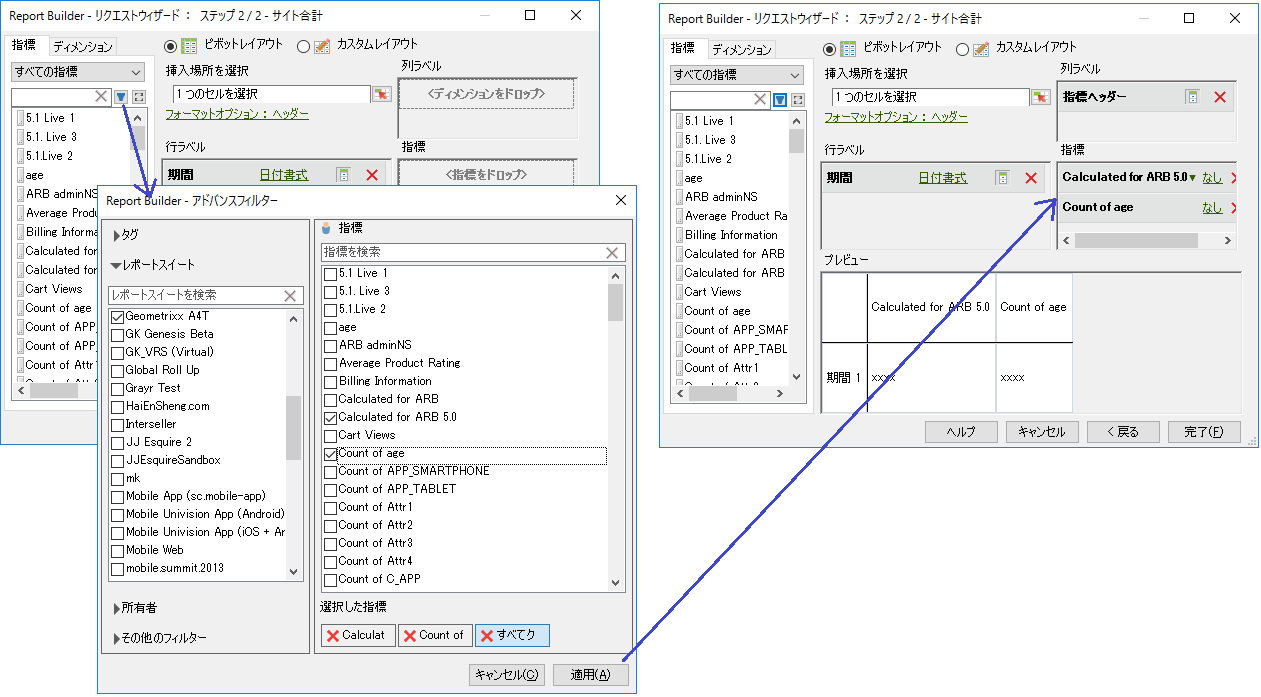 Report Builder - リクエストウィザード： ステップ 2 / 2 - サイト合計
指標
ディメンション
ピボットレイアウト
カスタムレイアウト
すべての指標
挿入場所を選択
1 つのセルを選択
フォーマットオプション： ヘッダー
列ラベル
<ディメンションをドロップ>
行ラベル
期間
日付書式
指標
<指標をドロップ>
5.1 Live 1
5.1. Live 3
5.1.Live 2
age
ARB adminNS
Average Produ
Billing Informa
Calculated for
Calculated for
Cart Views
Count of age
Count of APP_
Count of APP_
Count of Attr1
Report Builder - アドバンスフィルター
タグ
レポートスイート
レポートスイートを検索
Geometrixx A4T
GK Genesis Beta
GK_VRS (Virtual)
Global Roll Up
Grayr Test
HaiEnSheng.com
Interseller
JJ Esquire 2
JJEsquireSandbox
mk
Mobile App (sc.mobile-app)
Mobile Univision App (Android)
Mobile Univision App (iOS + Ar
Mobile Web
mobile.summit.2013
所有者
その他のフィルター
指標
指標を検索
5.1 Live 1
5.1. Live 3
5.1.Live 2
age
ARB adminNS
Average Product Rating
Billing Information
Calculated for ARB
Calculated for ARB 5.0
Cart Views
Count of age
Count of APP_SMARTPHONE
Count of APP_TABLET
Count of Attr1
Count of Attr2
Count of Attr3
Count of Attr4
Count of C_APP
選択した指標
Calculat
Count of
すべてク
キャンセル(C)
適用(A)
Report Builder - リクエストウィザード： ステップ 2 / 2 - サイト合計
指標
ディメンション
ピボットレイアウト
カスタムレイアウト
すべての指標
挿入場所を選択
1 つのセルを選択
フォーマットオプション： ヘッダー
列ラベル
指標ヘッダー
行ラベル
期間
日付書式
指標
Calculated for ARB 5.0▼ なし
Count of age なし
5.1 Live 1
5.1. Live 3
5.1.Live 2
age
ARB adminNS
Average Product Ra
Billing Information
Calculated for ARB
Calculated for ARB
Cart Views
Count of age
Count of APP_SMAF
Count of APP_TABL
Count of Attr1
プレビュー
Calculated for ARB 5.0
Count of age
期間 1
xxxx
xxxx
ヘルプ
キャンセル
< 戻る
完了(F)